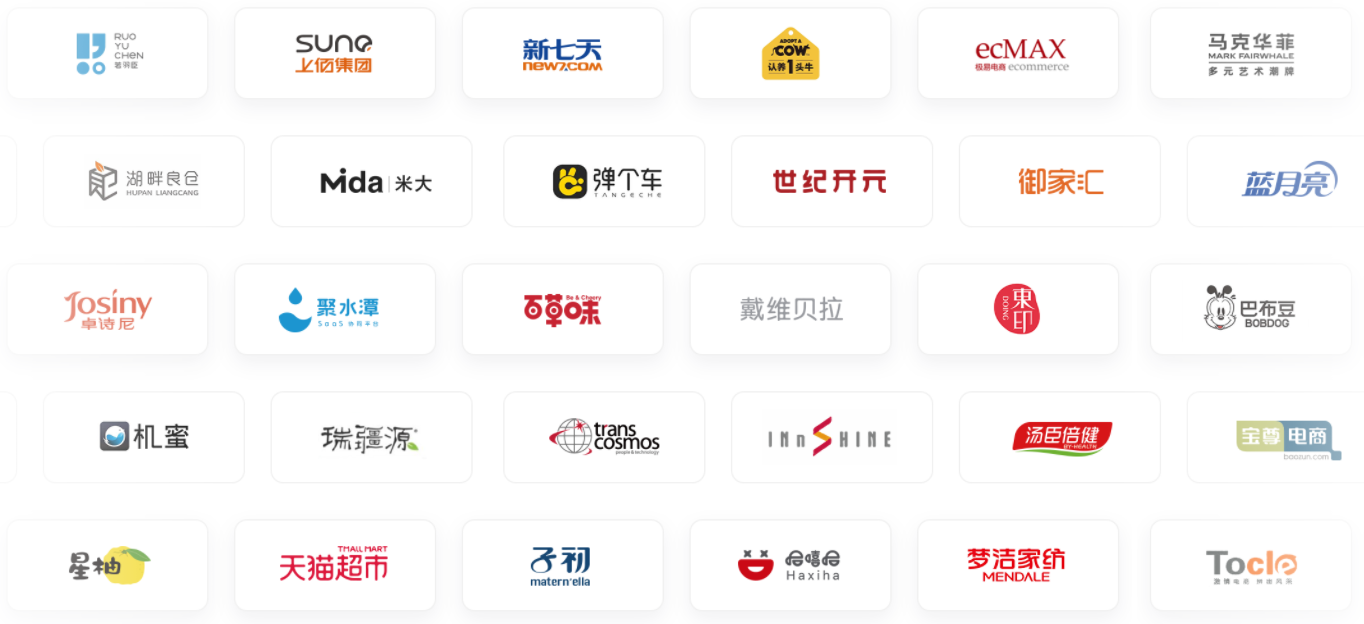 RUO
YU
CHEN
若羽臣
SUNO
上佰集团
新七天
new7.com
ADOPT A
COW
认养1头牛
ecMAX
极易电商 ecommerce
马克华菲
MARK FAIRWHALE
多元艺术潮牌
湖畔良仓
HUPAN LIANGCANG
Mida 米大
弹个车
TANGECHE
世纪开元
御家汇
蓝月亮
Josiny
卓诗尼
聚水潭
SaaS 协同平台
Be & Cheery
百草味
戴维贝拉
東印
DOING
巴布豆
BOBDOG
机蜜
瑞疆源
trans
cosmos
people & technology
INnSHINE
汤臣倍健
BY-HEALTH
宝尊电商
baozun.com
星柚
TMALL MART
天猫超市
子初
matern'ella
哈嘻哈
Haxiha
梦洁家纺
MENDALE
Tocle